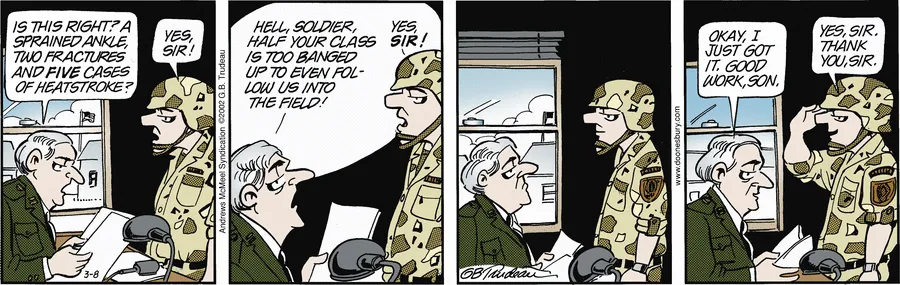 IS THIS RIGHT? A
SPRAINED ANKLE,
TWO FRACTURES
AND FIVE CASES
OF HEATSTROKE?
YES,
SIR!
3-8
Andrews McMeel Syndication ©2002 G.B. Trudeau
HELL, SOLDIER,
HALF YOUR CLASS
IS TOO BANGED
UP TO EVEN FOL-
LOW US INTO
THE FIELD!
YES,
SIR!
GBTrudeau
www.doonesbury.com
OKAY, I
JUST GOT
IT. GOOD
WORK, SON.
YES, SIR.
THANK
YOU, SIR.